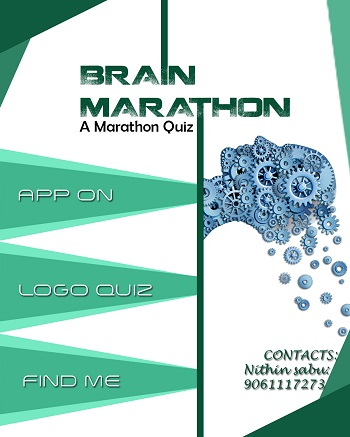 BRAIN
MARATHON
A Marathon Quiz
APP ON
LOGO QUIZ
FIND ME
CONTACTS:
Nithin sabu:
9061117273